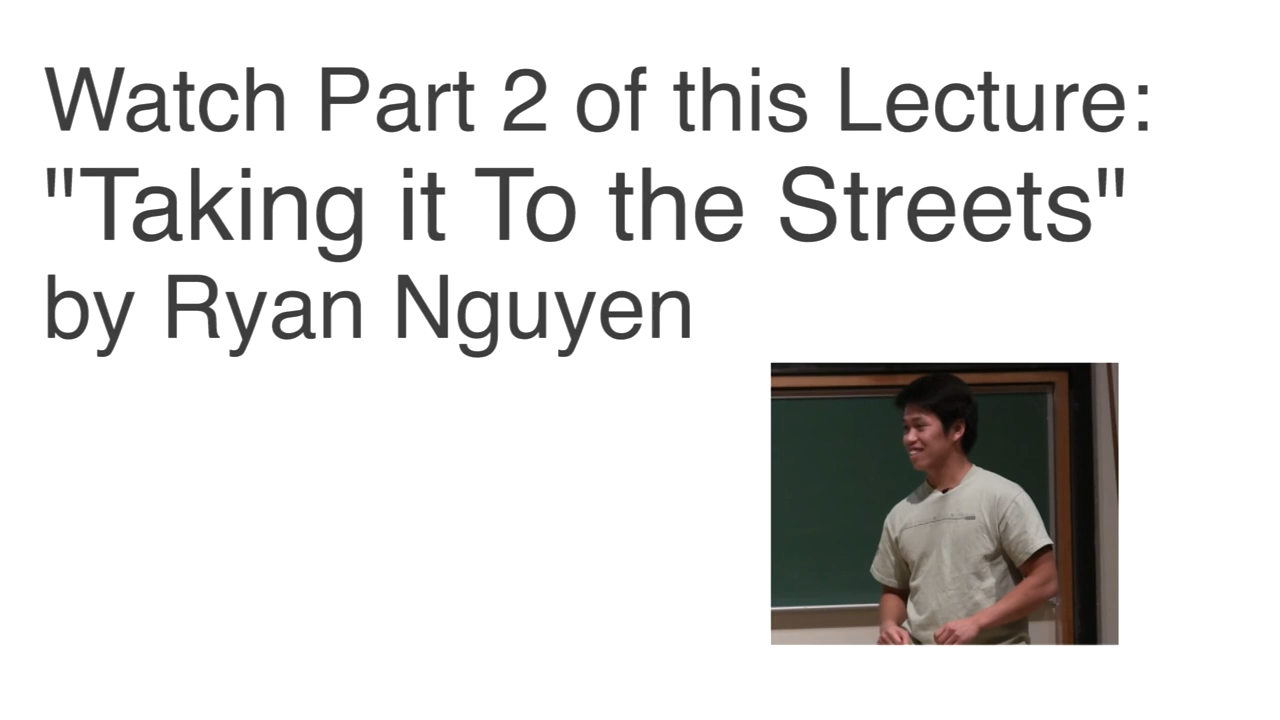 Watch Part 2 of this Lecture:
"Taking it To the Streets"
by Ryan Nguyen